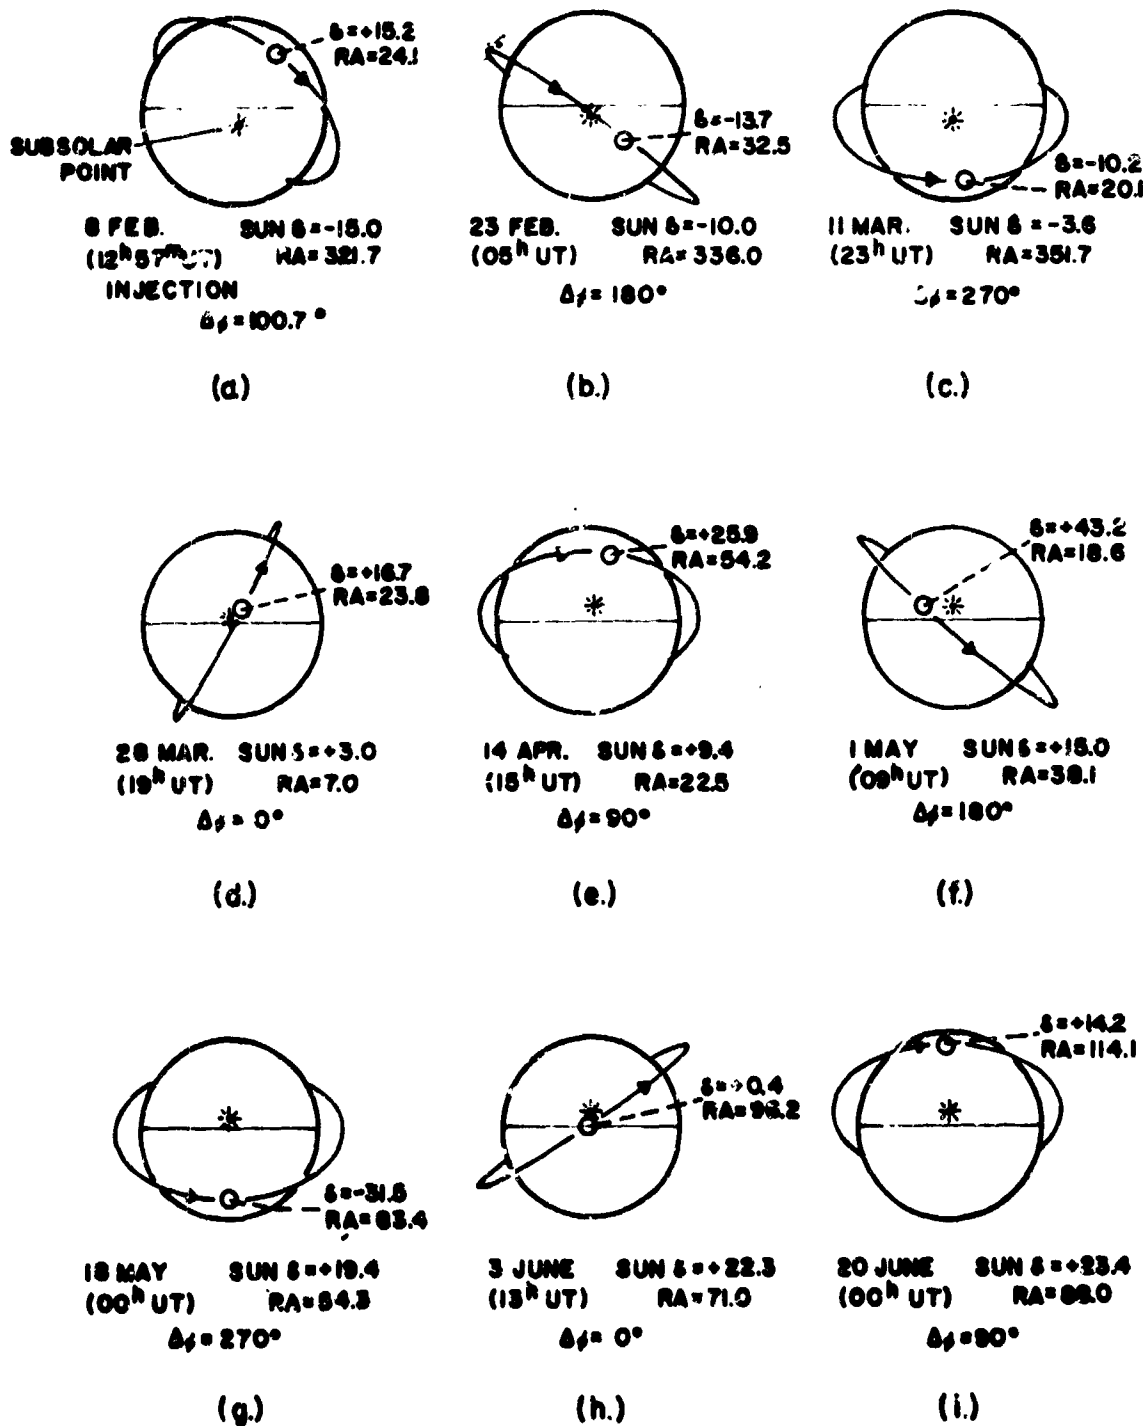 δ=+15.2
RA=24.1
SUBSOLAR
POINT
8 FEB. SUN δ=-15.0
(12ʰ57ᵐUT) RA=321.7
INJECTION
Δϕ=100.7°
(a)
δ=-13.7
RA=32.5
23 FEB. SUN δ=-10.0
(05ʰ UT) RA=336.0
Δϕ=180°
(b.)
δ=-10.2
RA=20.1
11 MAR. SUN δ=-3.6
(23ʰ UT) RA=351.7
Δϕ=270°
(c.)
δ=+16.7
RA=23.8
28 MAR. SUN δ=+3.0
(19ʰ UT) RA=7.0
Δϕ=0°
(d.)
δ=+25.9
RA=54.2
14 APR. SUN δ=+9.4
(15ʰ UT) RA=22.5
Δϕ=90°
(e.)
δ=+43.2
RA=18.6
1 MAY SUN δ=+15.0
(09ʰ UT) RA=38.1
Δϕ=180°
(f.)
δ=-31.5
RA=83.4
18 MAY SUN δ=+19.4
(00ʰ UT) RA=54.3
Δϕ=270°
(g.)
δ=+0.4
RA=96.2
3 JUNE SUN δ=+22.3
(13ʰ UT) RA=71.0
Δϕ=0°
(h.)
δ=+14.2
RA=114.1
20 JUNE SUN δ=+23.4
(00ʰ UT)
Δϕ=90°
(i.)